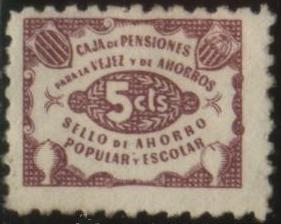 CAJA DE PENSIONES
PARA LA VEJEZ Y DE AHORROS
5 cts
SELLO DE AHORRO
POPULAR Y ESCOLAR